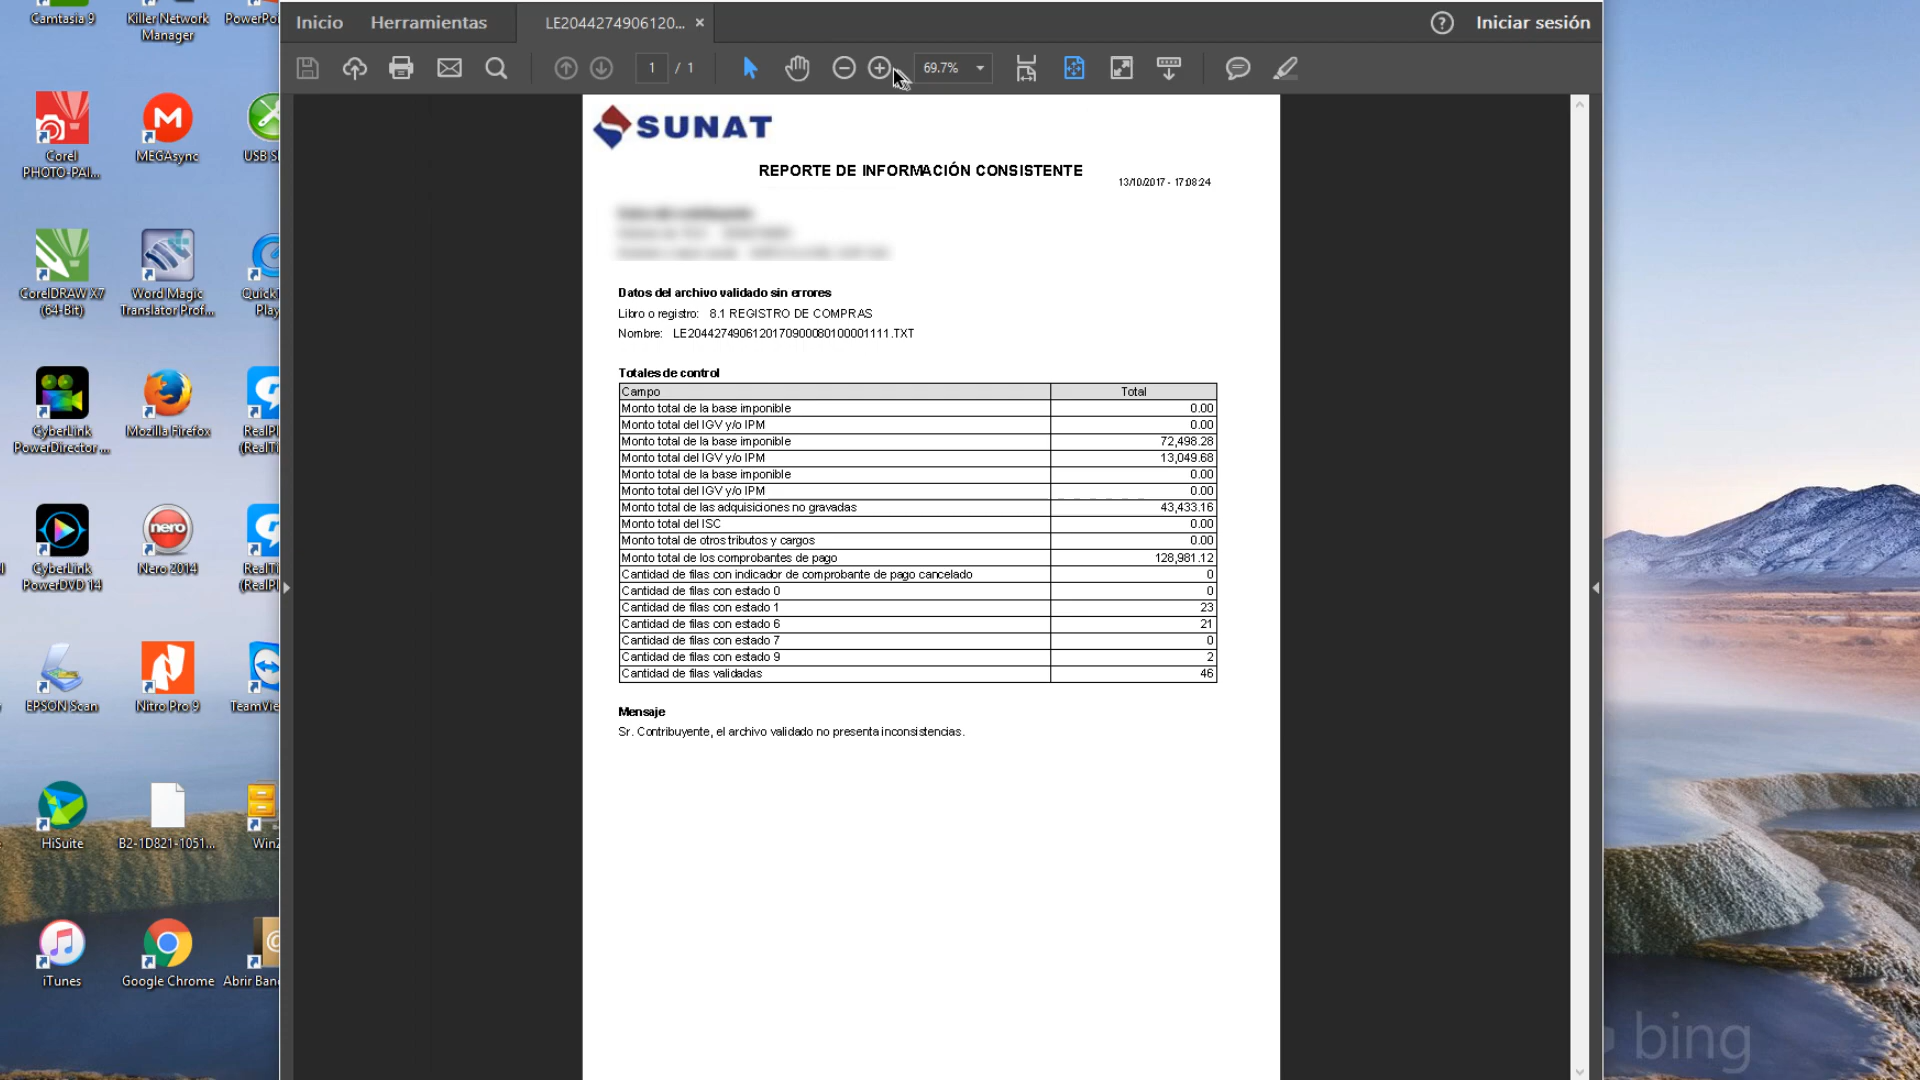 Camtasia 9
Killer Network
Manager
Inicio
Herramientas
LE2044274906120... ×
Iniciar sesión
1 / 1
69.7%
Corel
PHOTO-PAI...
MEGAsync
USB
CorelDRAW X7
(64-Bit)
Word Magic
Translator Prof...
CyberLink
PowerDirector ...
Mozilla Firefox
CyberLink
PowerDVD 14
nero
Nero 2014
EPSON Scan
Nitro Pro 9
HiSuite
B2-1D821-1051...
iTunes
Google Chrome
SUNAT
REPORTE DE INFORMACIÓN CONSISTENTE
13/10/2017 - 17:08:24
Datos del archivo validado sin errores
Libro o registro: 8.1 REGISTRO DE COMPRAS
Nombre: LE2044274906120170900080100001111.TXT
Totales de control
Campo Total
Monto total de la base imponible 0.00
Monto total del IGV y/o IPM 0.00
Monto total de la base imponible 72,498.28
Monto total del IGV y/o IPM 13,049.68
Monto total de la base imponible 0.00
Monto total del IGV y/o IPM 0.00
Monto total de las adquisiciones no gravadas 43,433.16
Monto total del ISC 0.00
Monto total de otros tributos y cargos 0.00
Monto total de los comprobantes de pago 128,981.12
Cantidad de filas con indicador de comprobante de pago cancelado 0
Cantidad de filas con estado 0 0
Cantidad de filas con estado 1 23
Cantidad de filas con estado 6 21
Cantidad de filas con estado 7 0
Cantidad de filas con estado 9 2
Cantidad de filas validadas 46
Mensaje
Sr. Contribuyente, el archivo validado no presenta inconsistencias.
bing